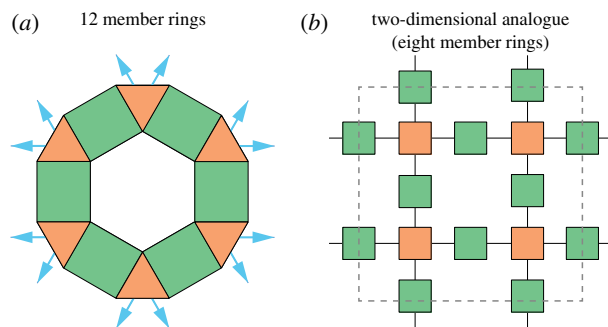 (a) 12 member rings
(b) two-dimensional analogue
(eight member rings)